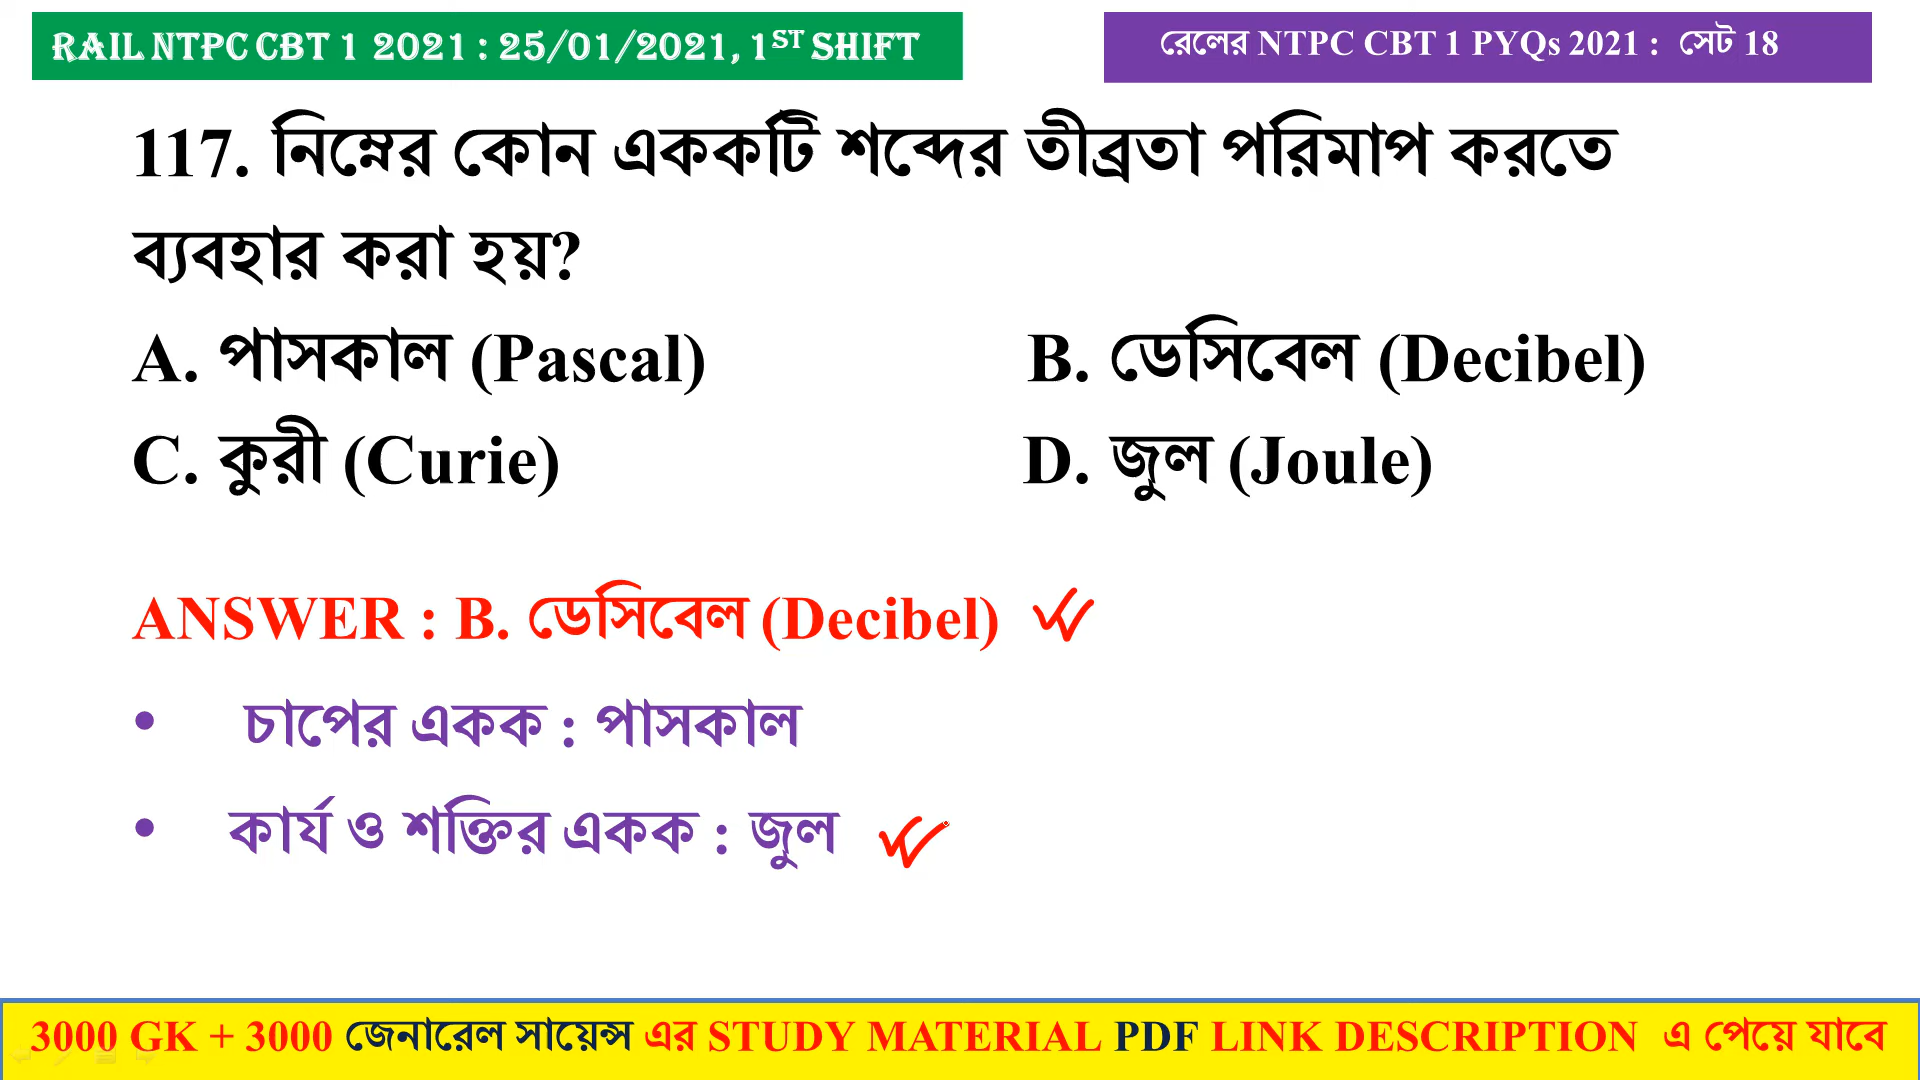 RAIL NTPC CBT 1 2021 : 25/01/2021, 1ST SHIFT
রেলের NTPC CBT 1 PYQs 2021 : সেট 18
117. নিম্নের কোন এককটি শব্দের তীব্রতা পরিমাপ করতে
ব্যবহার করা হয়?
A. পাসকাল (Pascal) B. ডেসিবেল (Decibel)
C. কুরী (Curie) D. জুল (Joule)
ANSWER : B. ডেসিবেল (Decibel)
• চাপের একক : পাসকাল
• কার্য ও শক্তির একক : জুল
3000 GK + 3000 জেনারেল সায়েন্স এর STUDY MATERIAL PDF LINK DESCRIPTION এ পেয়ে যাবে